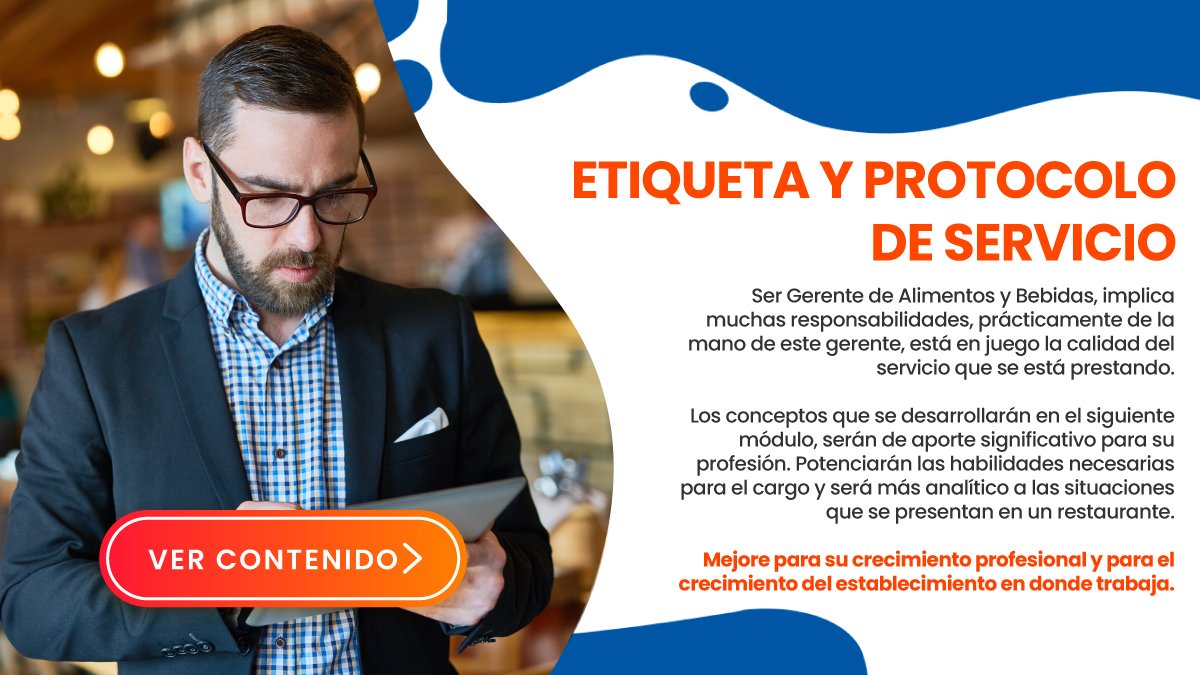 ETIQUETA Y PROTOCOLO
DE SERVICIO
Ser Gerente de Alimentos y Bebidas, implica
muchas responsabilidades, prácticamente de la
mano de este gerente, está en juego la calidad del
servicio que se está prestando.
Los conceptos que se desarrollarán en el siguiente
módulo, serán de aporte significativo para su
profesión. Potenciarán las habilidades necesarias
para el cargo y será más analítico a las situaciones
que se presentan en un restaurante.
Mejore para su crecimiento profesional y para el
crecimiento del establecimiento en donde trabaja.
VER CONTENIDO